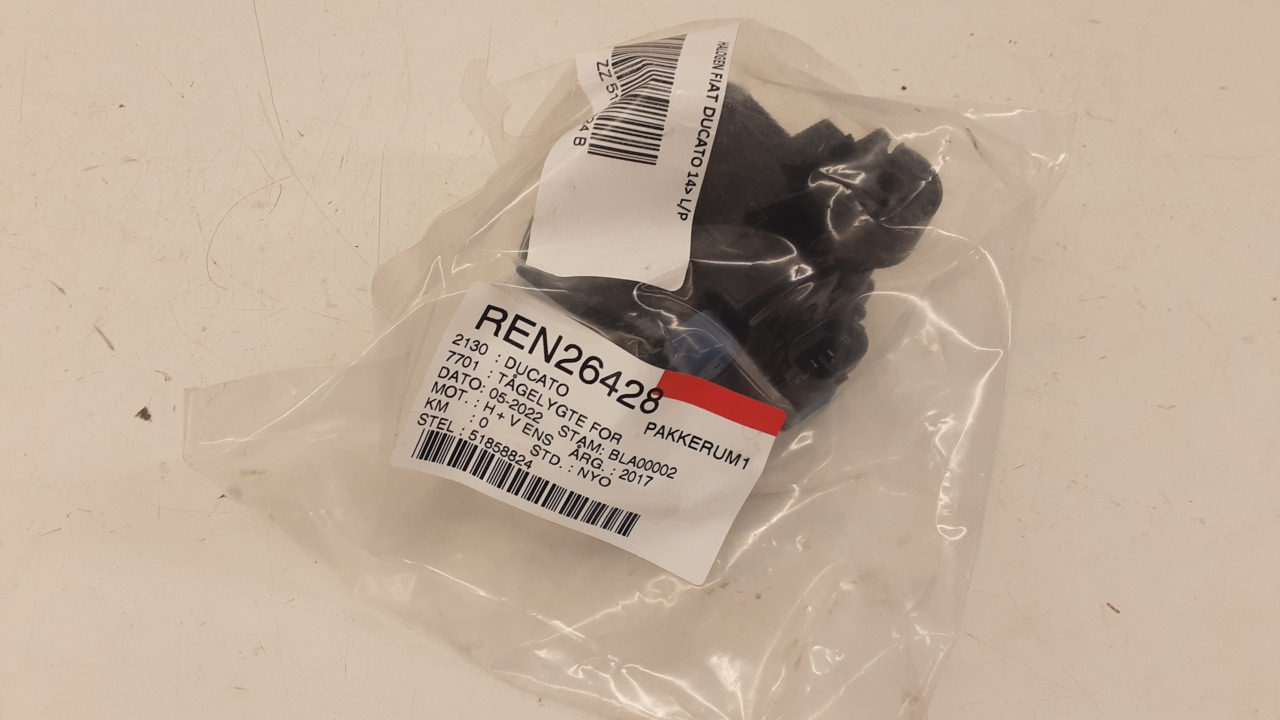 HALOGEN FIAT DUCATO 14> L/P
REN26428
PAKKERUM1
2130 : DUCATO
7701 : TÅGELYGTE FOR
DATO: 05-2022 STAM: BLA00002
MOT. : H + V ENS ÅRG. : 2017
KM : 0 STD. : NYO
STEL : 51858824